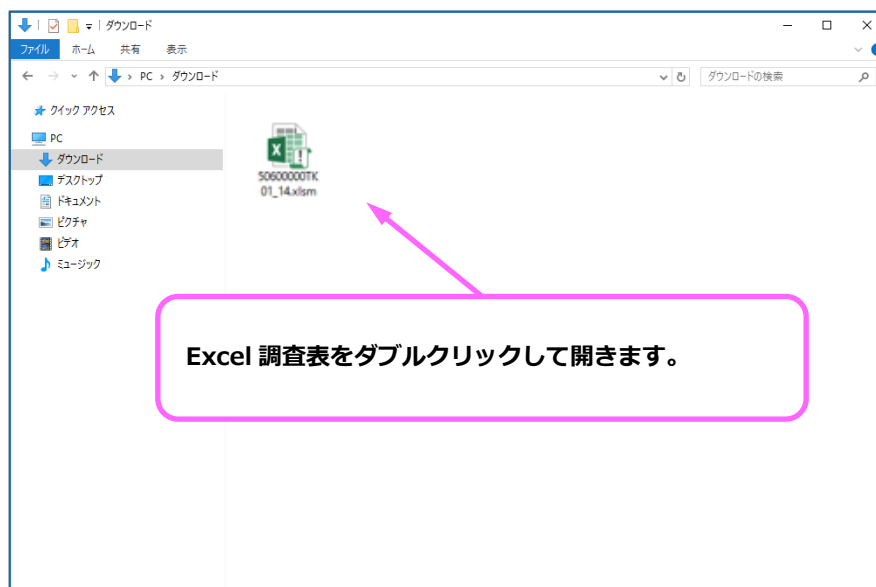 ダウンロード
ファイル ホーム 共有 表示
PC › ダウンロード ダウンロードの検索
クイック アクセス
PC
ダウンロード
デスクトップ
ドキュメント
ピクチャ
ビデオ
ミュージック
50600000TK
01_14.xlsm
Excel 調査表をダブルクリックして開きます。